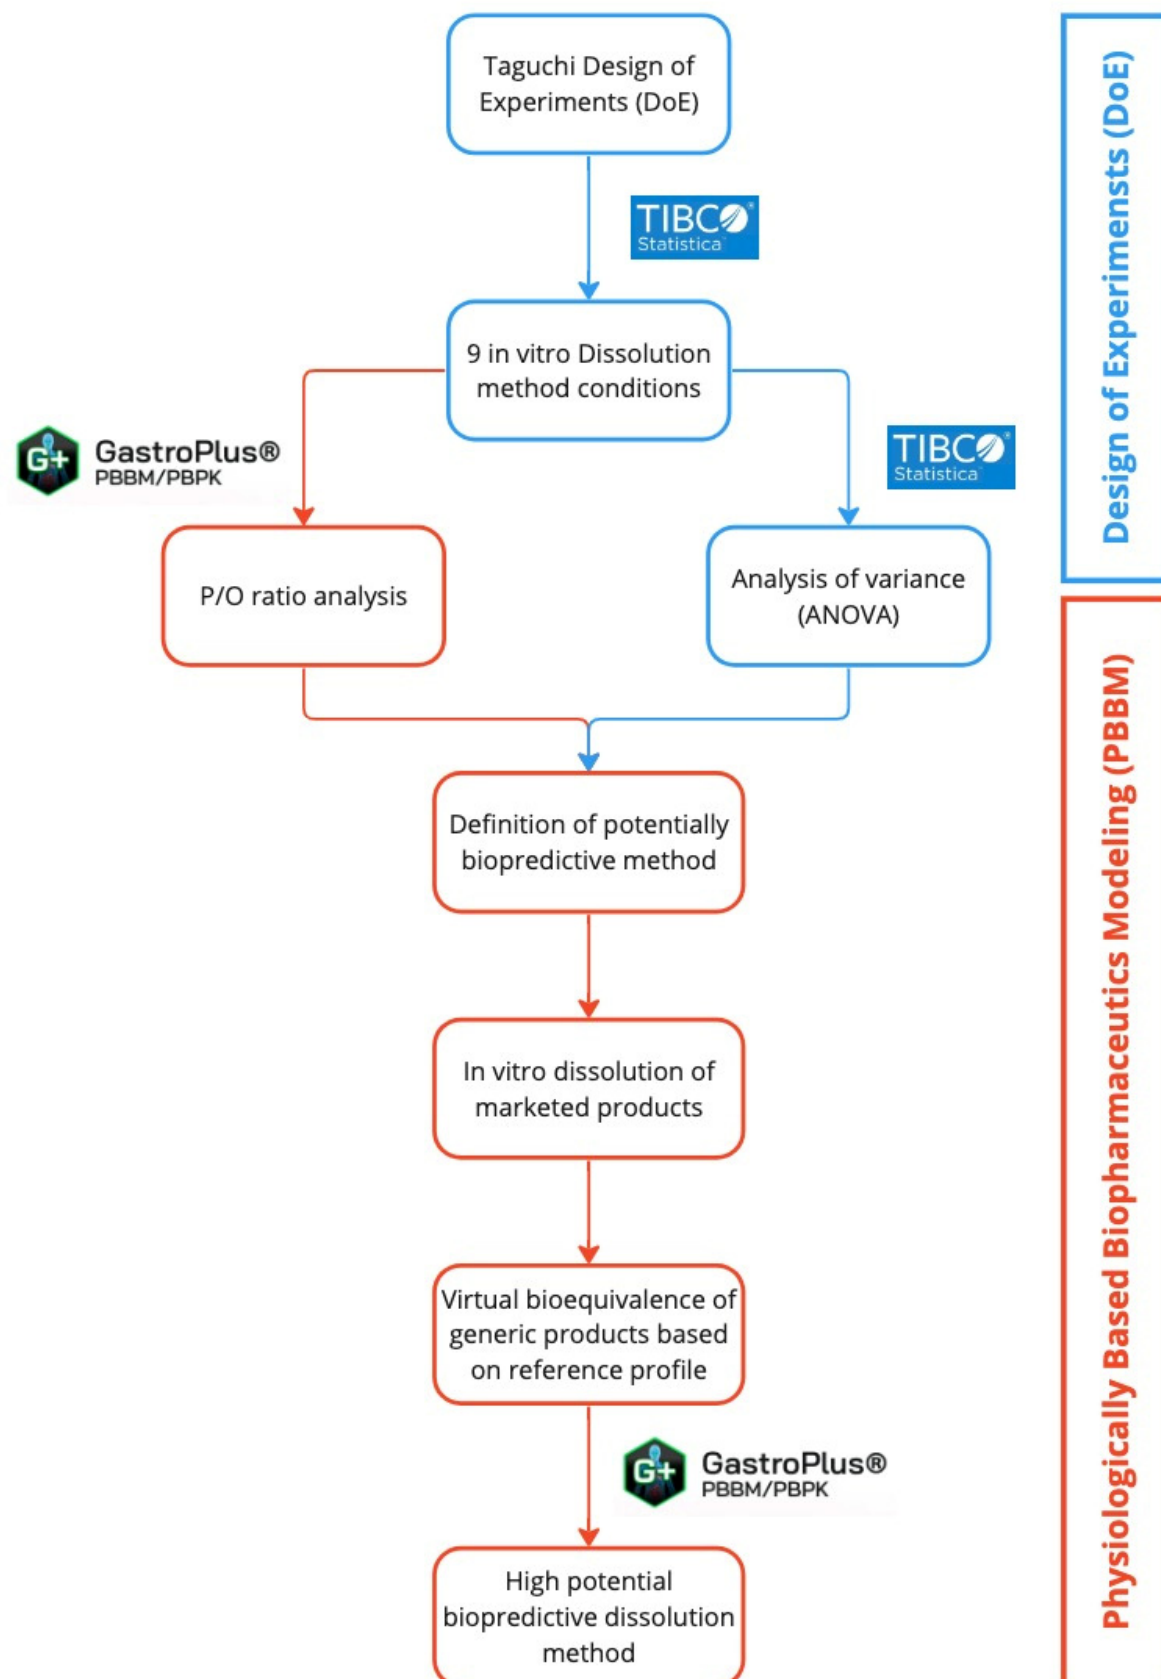 Taguchi Design of
Experiments (DoE)
TIBCO®
Statistica™
9 in vitro Dissolution
method conditions
G+
GastroPlus®
PBBM/PBPK
TIBCO®
Statistica™
P/O ratio analysis
Analysis of variance
(ANOVA)
Definition of potentially
biopredictive method
In vitro dissolution of
marketed products
Virtual bioequivalence of
generic products based
on reference profile
G+
GastroPlus®
PBBM/PBPK
High potential
biopredictive dissolution
method
Design of Experimensts (DoE)
Physiologically Based Biopharmaceutics Modeling (PBBM)